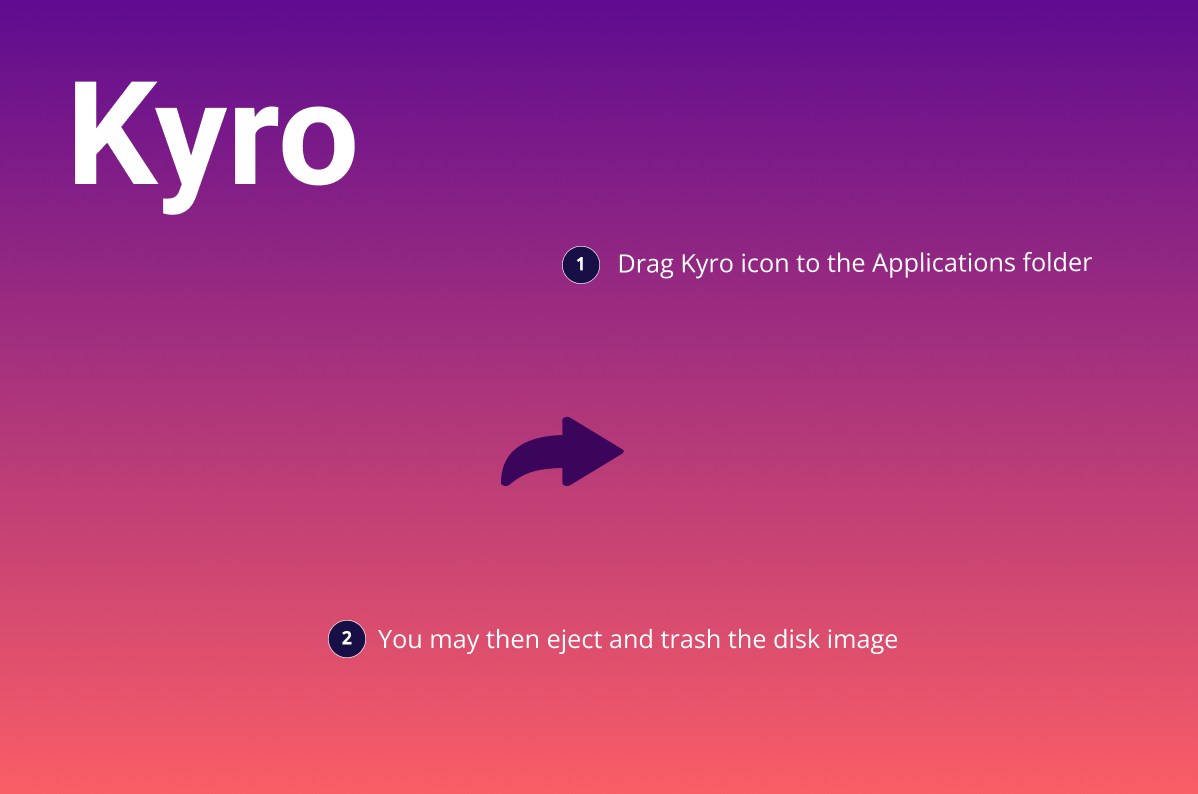 Kyro
1 Drag Kyro icon to the Applications folder
2 You may then eject and trash the disk image